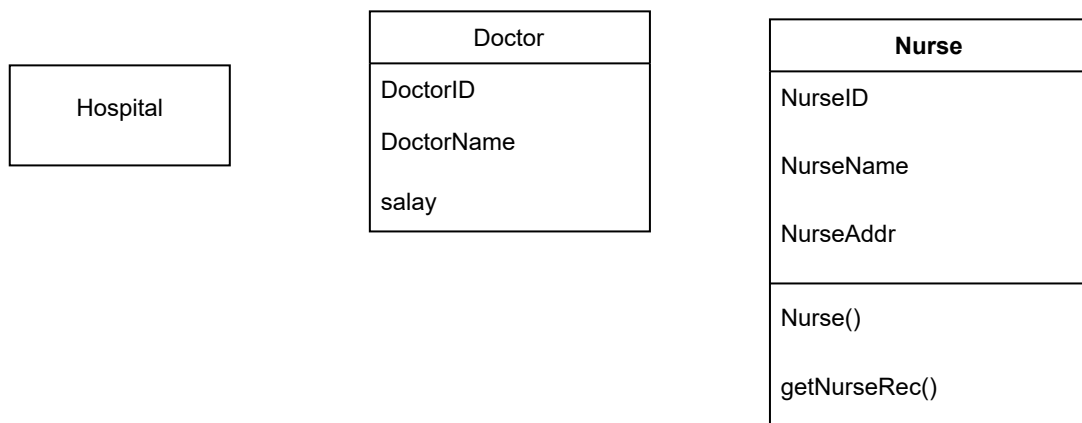 Hospital
Doctor
DoctorID
DoctorName
salay
Nurse
NurseID
NurseName
NurseAddr
Nurse()
getNurseRec()